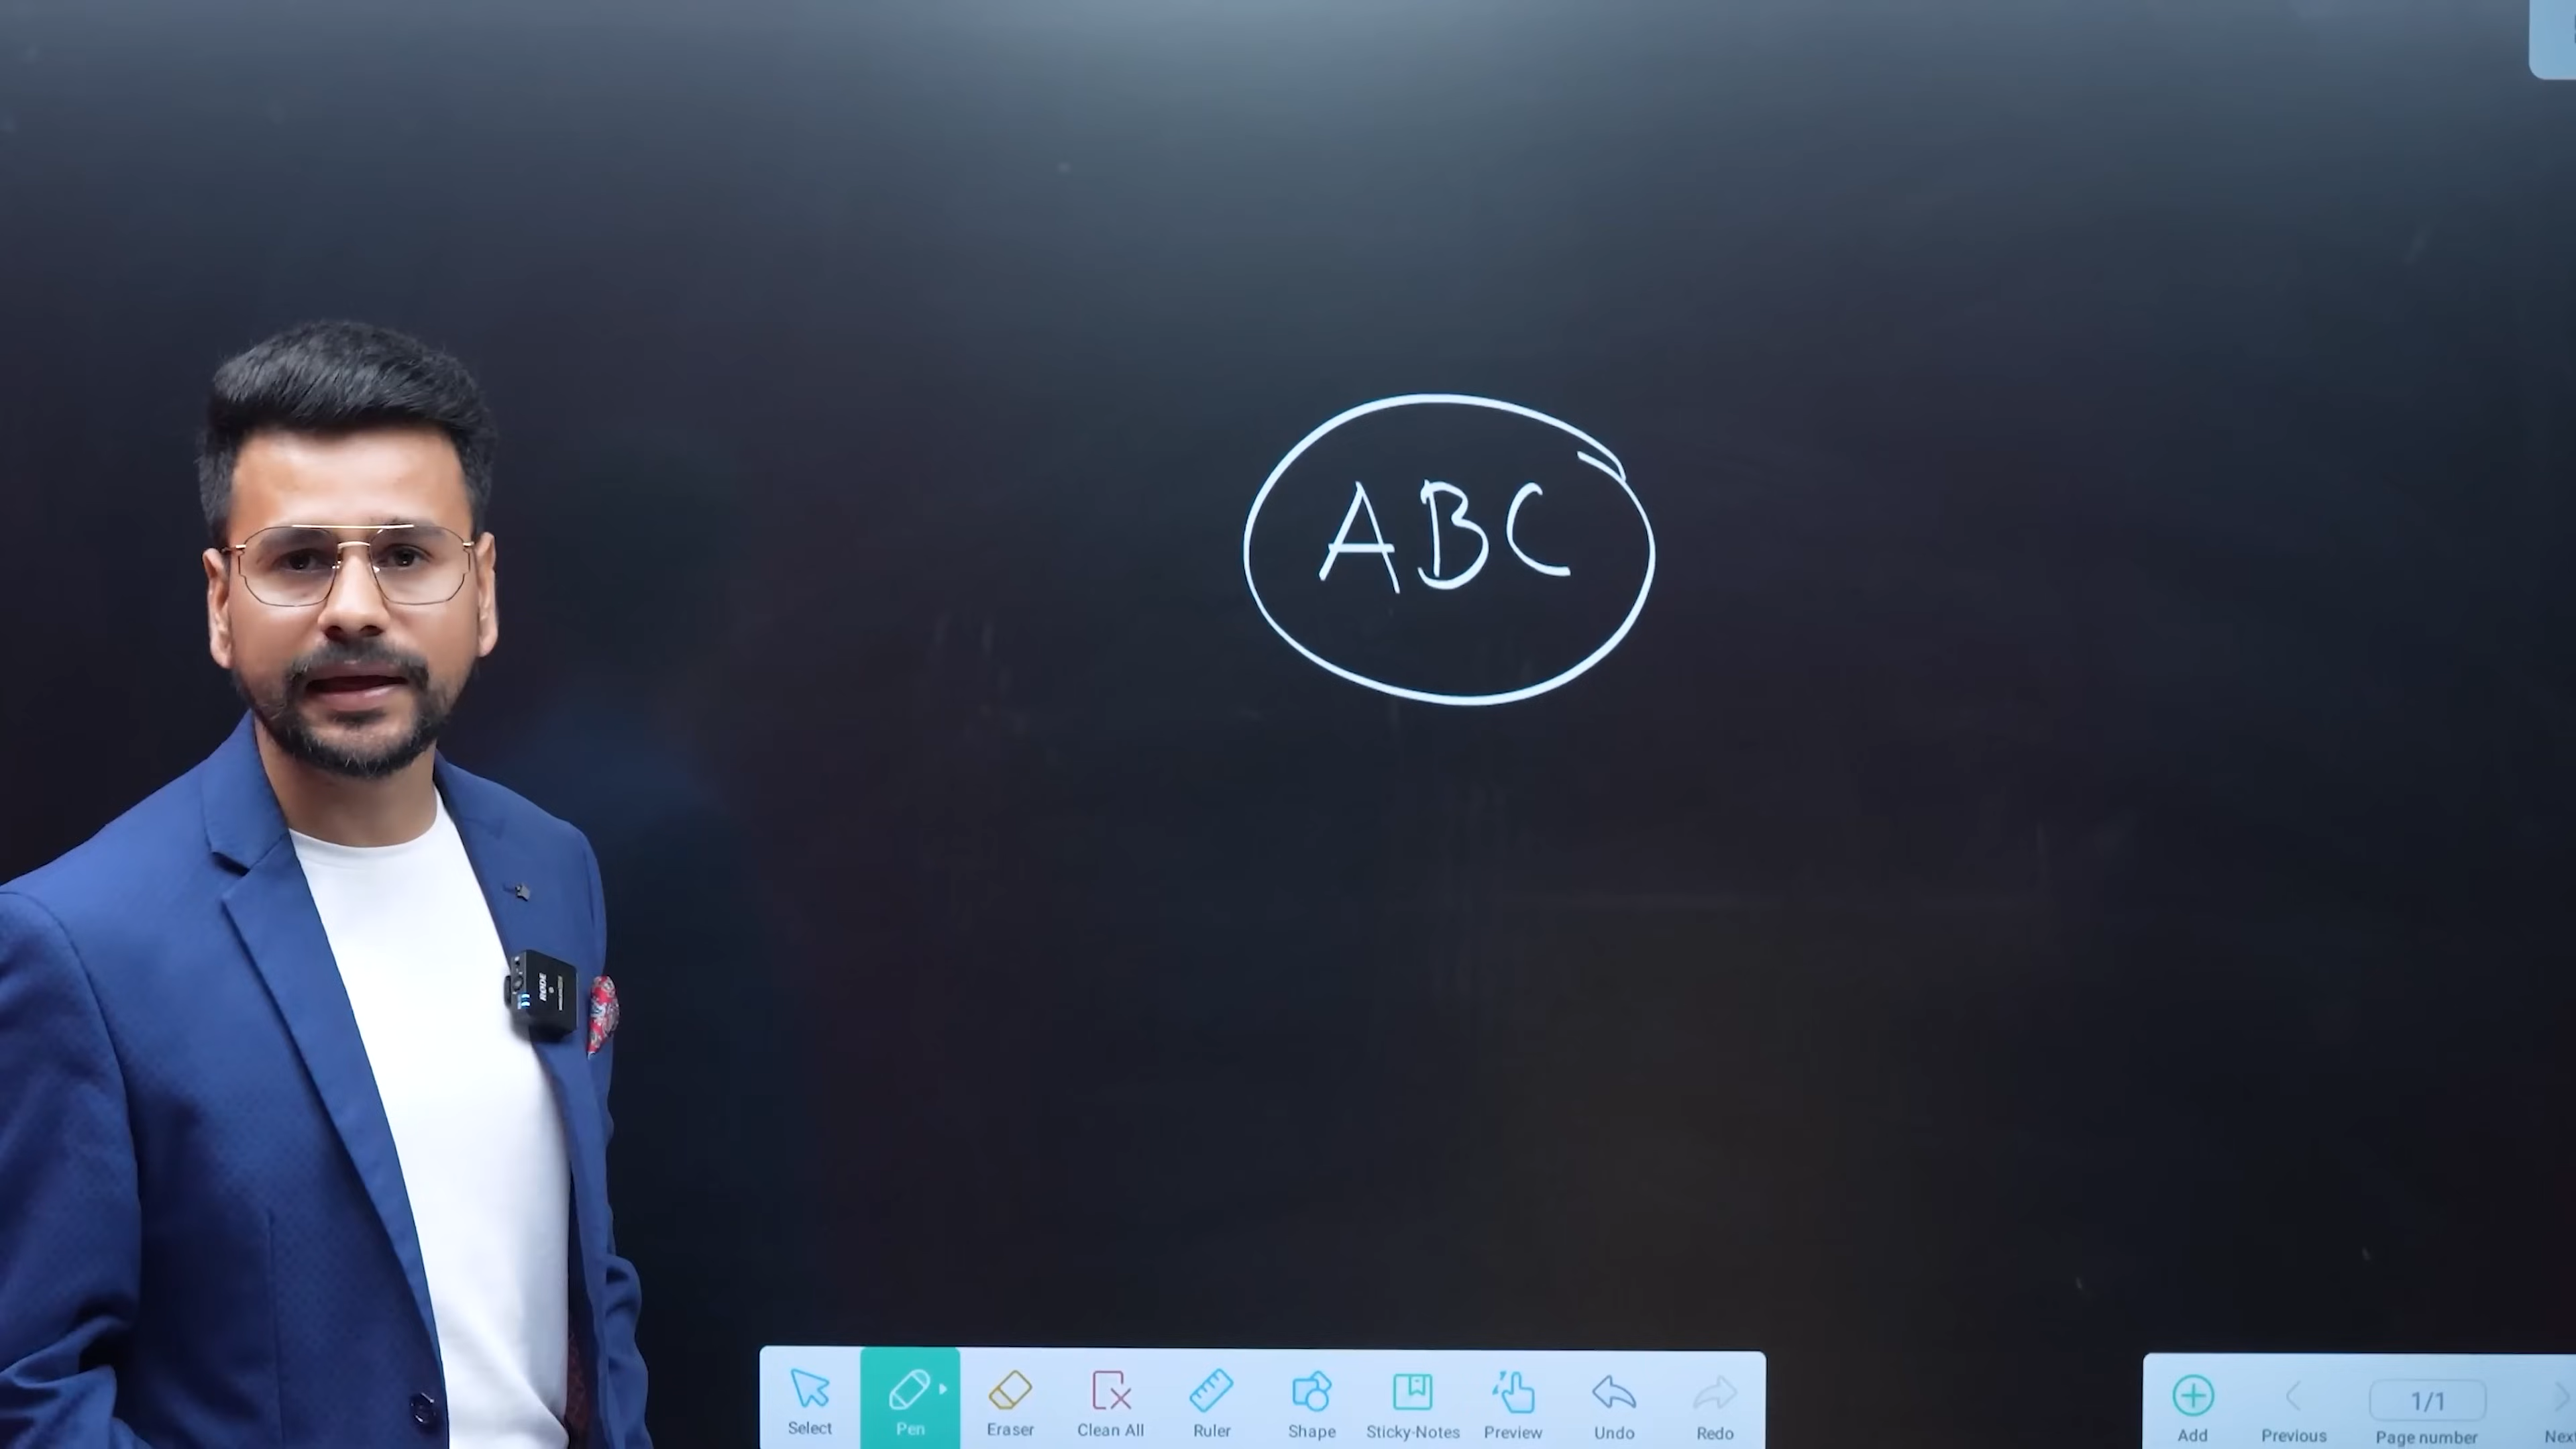 ABC
RODE
Select Pen Eraser Clean All Ruler Shape Sticky-Notes Preview Undo Redo
Add Previous 1/1 Page number